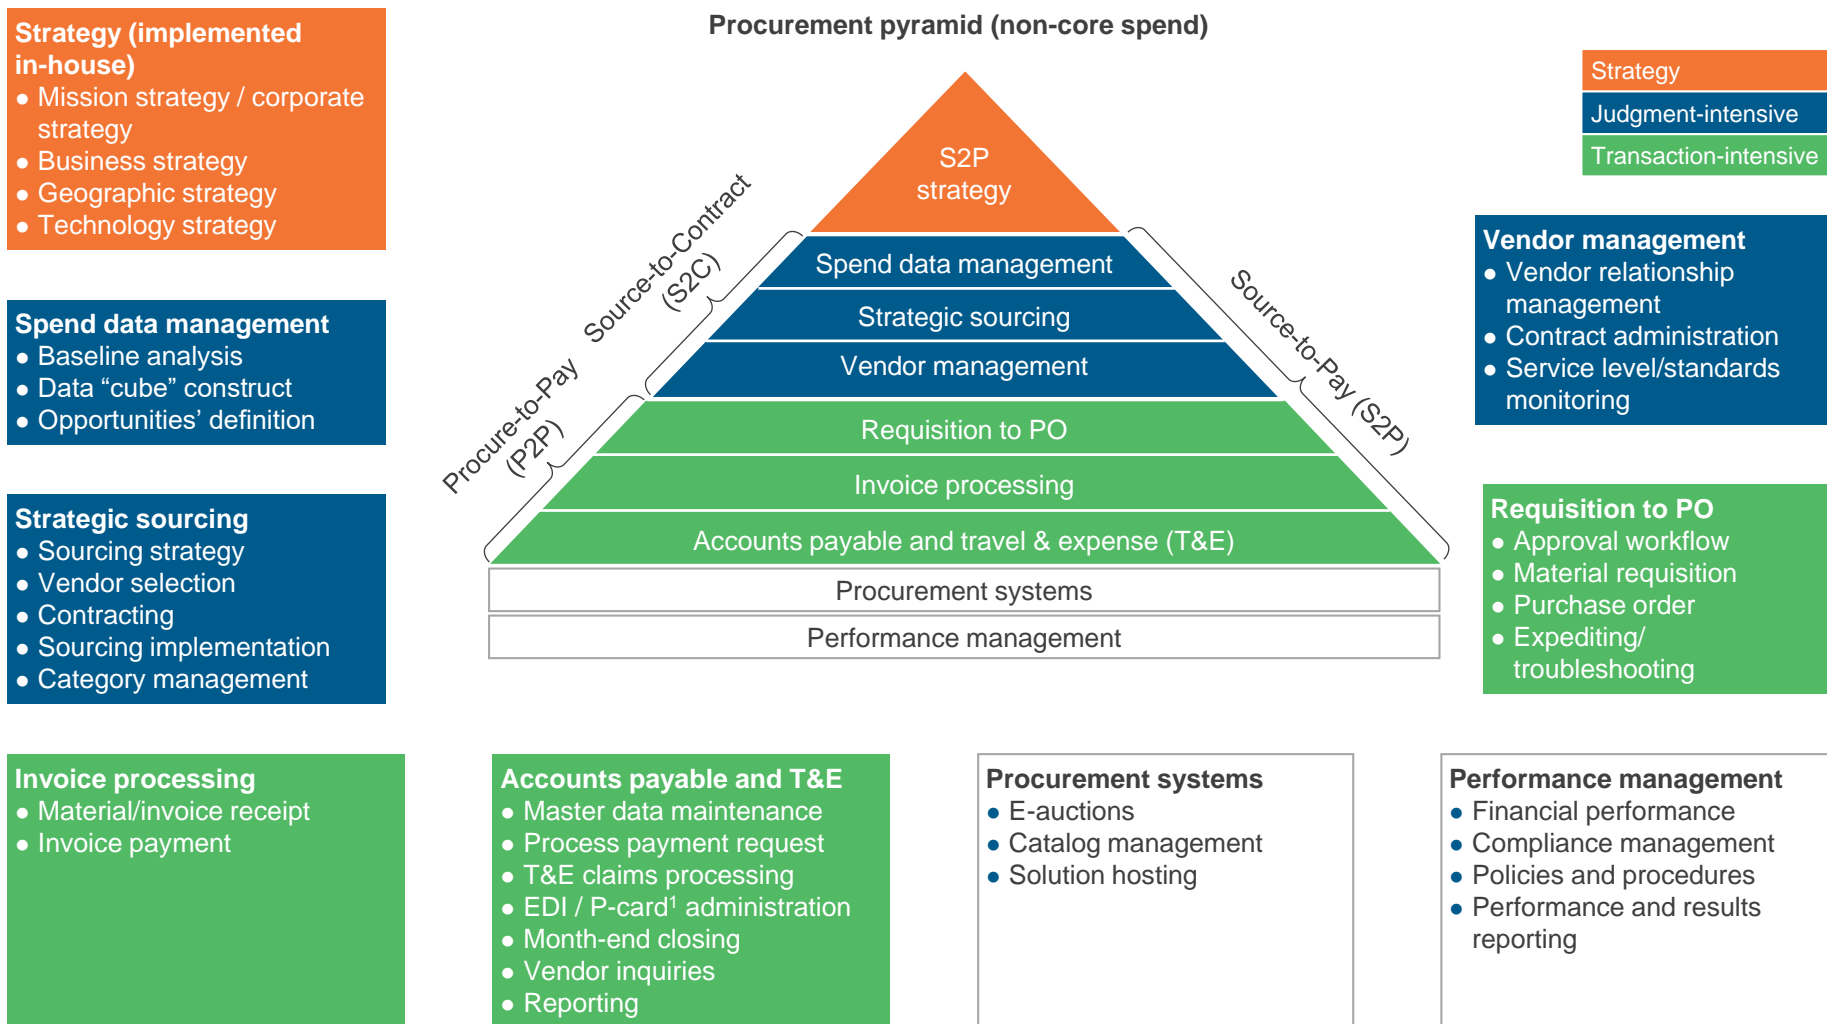 Procurement pyramid (non-core spend)
Strategy (implemented
in-house)
● Mission strategy / corporate
strategy
● Business strategy
● Geographic strategy
● Technology strategy
Spend data management
● Baseline analysis
● Data “cube” construct
● Opportunities’ definition
Strategic sourcing
● Sourcing strategy
● Vendor selection
● Contracting
● Sourcing implementation
● Category management
Source-to-Contract
(S2C)
Procure-to-Pay
(P2P)
S2P
strategy
Spend data management
Strategic sourcing
Vendor management
Requisition to PO
Invoice processing
Accounts payable and travel & expense (T&E)
Procurement systems
Performance management
Source-to-Pay (S2P)
Strategy
Judgment-intensive
Transaction-intensive
Vendor management
● Vendor relationship
management
● Contract administration
● Service level/standards
monitoring
Requisition to PO
● Approval workflow
● Material requisition
● Purchase order
● Expediting/
troubleshooting
Invoice processing
● Material/invoice receipt
● Invoice payment
Accounts payable and T&E
● Master data maintenance
● Process payment request
● T&E claims processing
● EDI / P-card¹ administration
● Month-end closing
● Vendor inquiries
● Reporting
Procurement systems
● E-auctions
● Catalog management
● Solution hosting
Performance management
● Financial performance
● Compliance management
● Policies and procedures
● Performance and results
reporting